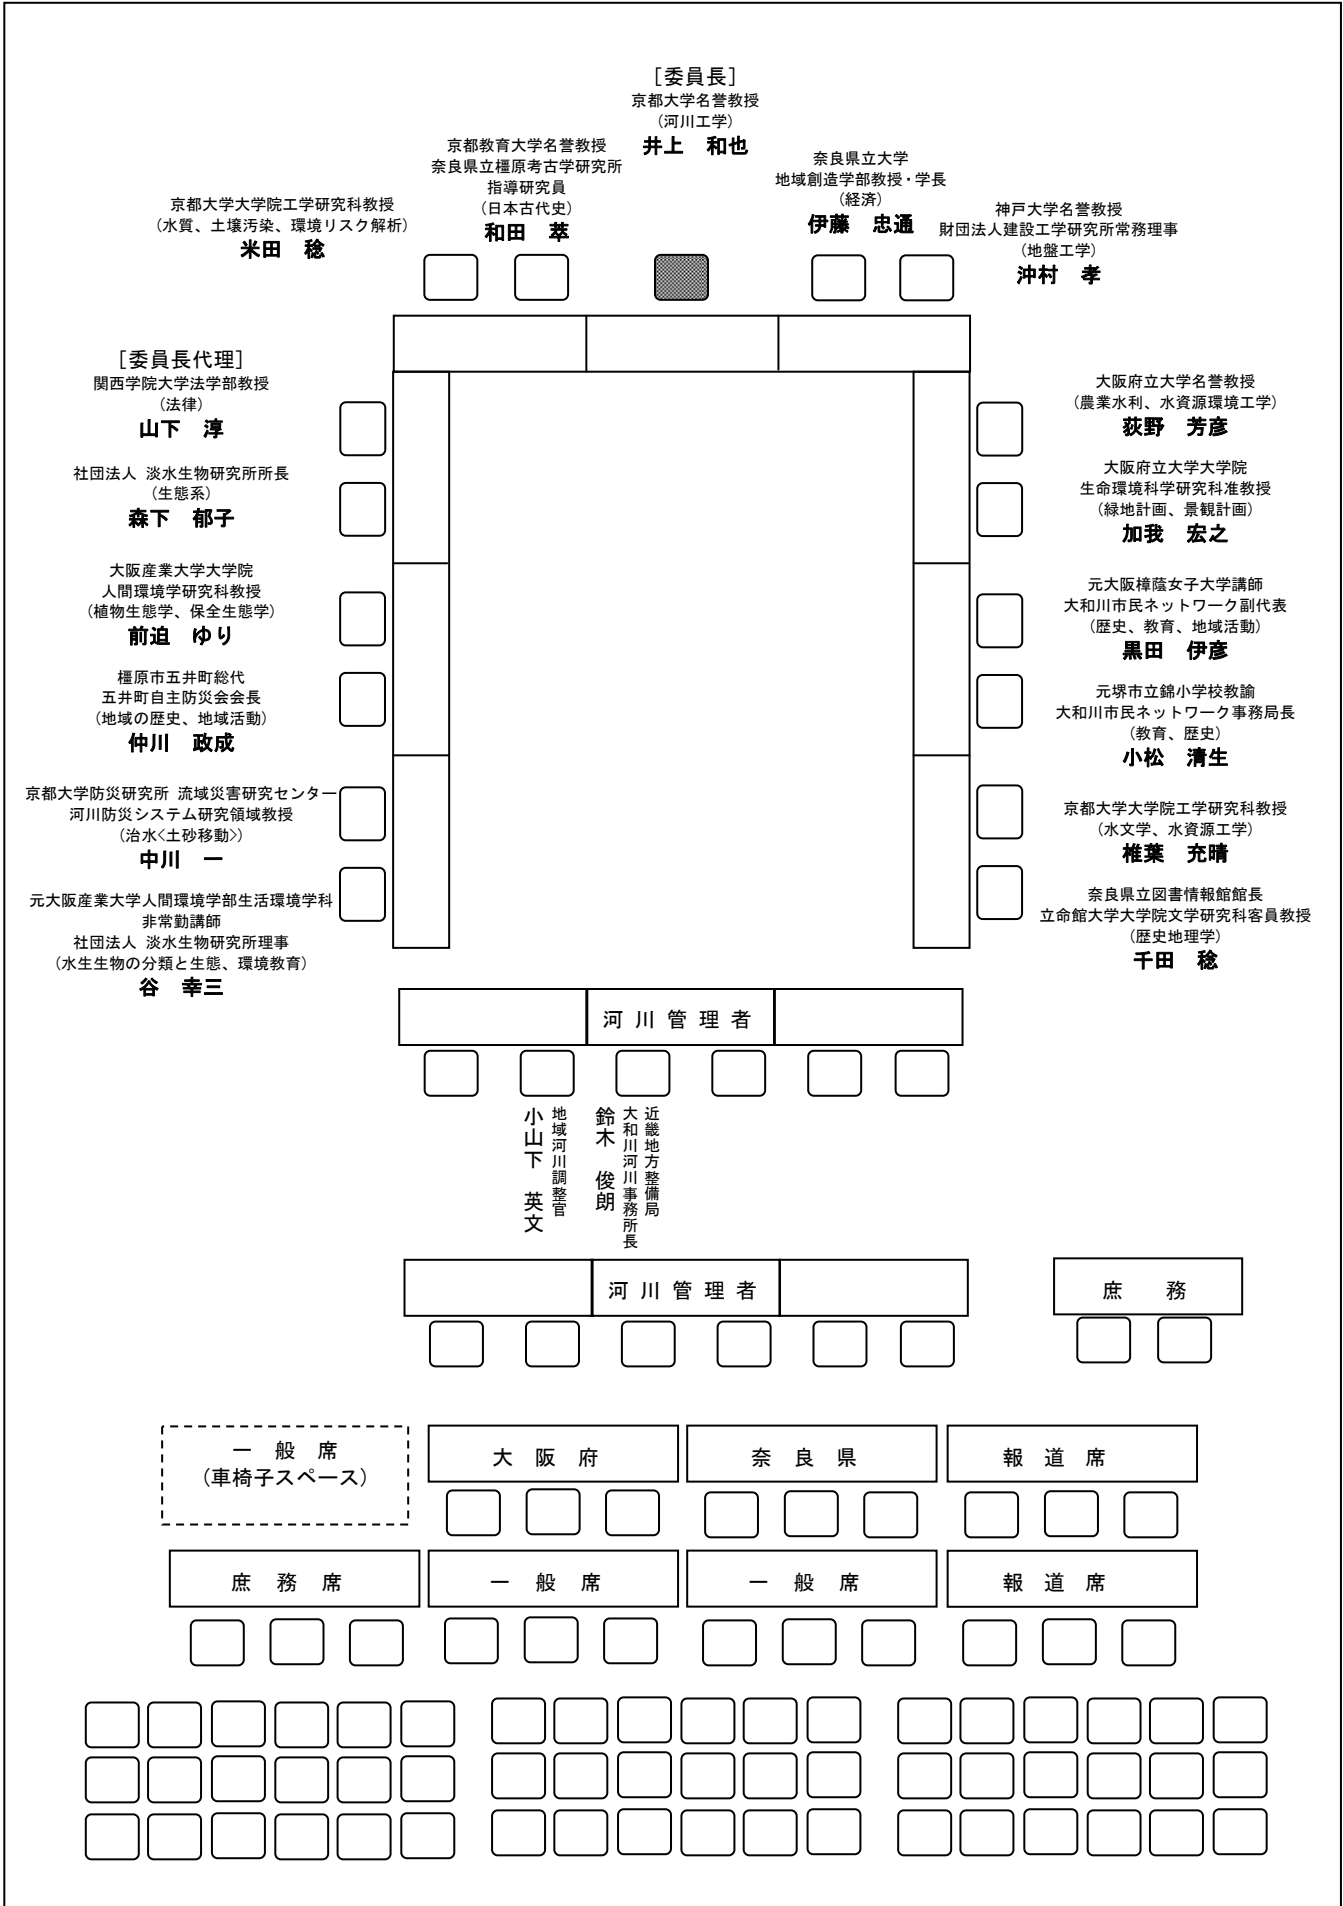 ［委員長］
京都大学名誉教授
（河川工学）
井上　和也
京都教育大学名誉教授
奈良県立橿原考古学研究所
指導研究員
（日本古代史）
和田　萃
京都大学大学院工学研究科教授
（水質、土壌汚染、環境リスク解析）
米田　稔
奈良県立大学
地域創造学部教授・学長
（経済）
伊藤　忠通
神戸大学名誉教授
財団法人建設工学研究所常務理事
（地盤工学）
沖村　孝
［委員長代理］
関西学院大学法学部教授
（法律）
山下　淳
社団法人 淡水生物研究所所長
（生態系）
森下　郁子
大阪産業大学大学院
人間環境学研究科教授
（植物生態学、保全生態学）
前迫　ゆり
橿原市五井町総代
五井町自主防災会会長
（地域の歴史、地域活動）
仲川　政成
京都大学防災研究所 流域災害研究センター
河川防災システム研究領域教授
（治水<土砂移動>）
中川　一
元大阪産業大学人間環境学部生活環境学科
非常勤講師
社団法人 淡水生物研究所理事
（水生生物の分類と生態、環境教育）
谷　幸三
大阪府立大学名誉教授
（農業水利、水資源環境工学）
荻野　芳彦
大阪府立大学大学院
生命環境科学研究科准教授
（緑地計画、景観計画）
加我　宏之
元大阪樟蔭女子大学講師
大和川市民ネットワーク副代表
（歴史、教育、地域活動）
黒田　伊彦
元堺市立錦小学校教諭
大和川市民ネットワーク事務局長
（教育、歴史）
小松　清生
京都大学大学院工学研究科教授
（水文学、水資源工学）
椎葉　充晴
奈良県立図書情報館館長
立命館大学大学院文学研究科客員教授
（歴史地理学）
千田　稔
河川管理者
近畿地方整備局
大和川河川事務所長
鈴木　俊朗
地域河川調整官
小山下　英文
河川管理者
庶　務
一　般　席
（車椅子スペース）
大　阪　府
奈　良　県
報　道　席
庶　務　席
一　般　席
一　般　席
報　道　席